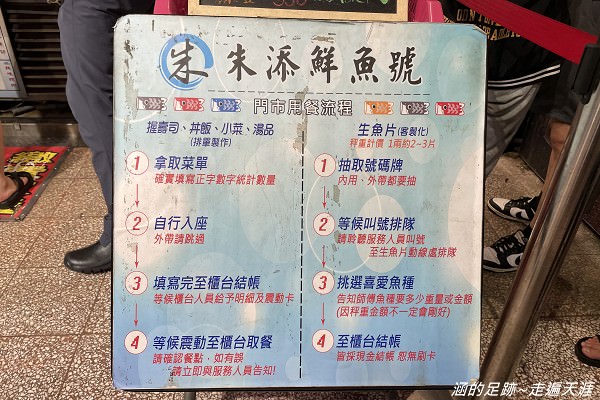 朱 朱添鮮魚號
門市用餐流程
握壽司、丼飯、小菜、湯品
(排單製作)
1 拿取菜單
確實填寫正字數字統計數量
2 自行入座
外帶請跳過
3 填寫完至櫃台結帳
等候櫃台人員給予明細及震動卡
4 等候震動至櫃台取餐
請確認餐點，如有誤
請立即與服務人員告知!
生魚片(客製化)
秤重計價 1兩約2~3片
1 抽取號碼牌
內用、外帶都要抽
2 等候叫號排隊
請聆聽服務人員叫號
至生魚片動線處排隊
3 挑選喜愛魚種
告知師傅魚種要多少重量或金額
(因秤重金額不一定會剛好)
4 至櫃台結帳
皆採現金結帳 恕無刷卡
涵的足跡~走遍天涯